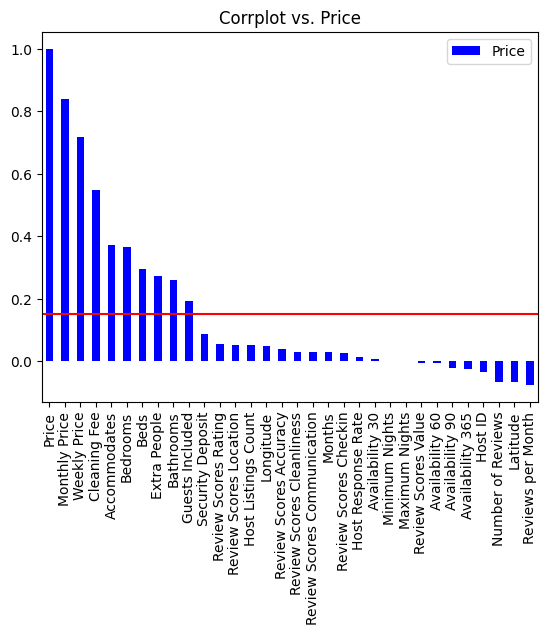 Corrplot vs. Price
Price
1.0
0.8
0.6
0.4
0.2
0.0
Price
Monthly Price
Weekly Price
Cleaning Fee
Accommodates
Bedrooms
Beds
Extra People
Bathrooms
Guests Included
Security Deposit
Review Scores Rating
Review Scores Location
Host Listings Count
Longitude
Review Scores Accuracy
Review Scores Cleanliness
Review Scores Communication
Months
Review Scores Checkin
Host Response Rate
Availability 30
Minimum Nights
Maximum Nights
Review Scores Value
Availability 60
Availability 90
Availability 365
Host ID
Number of Reviews
Latitude
Reviews per Month